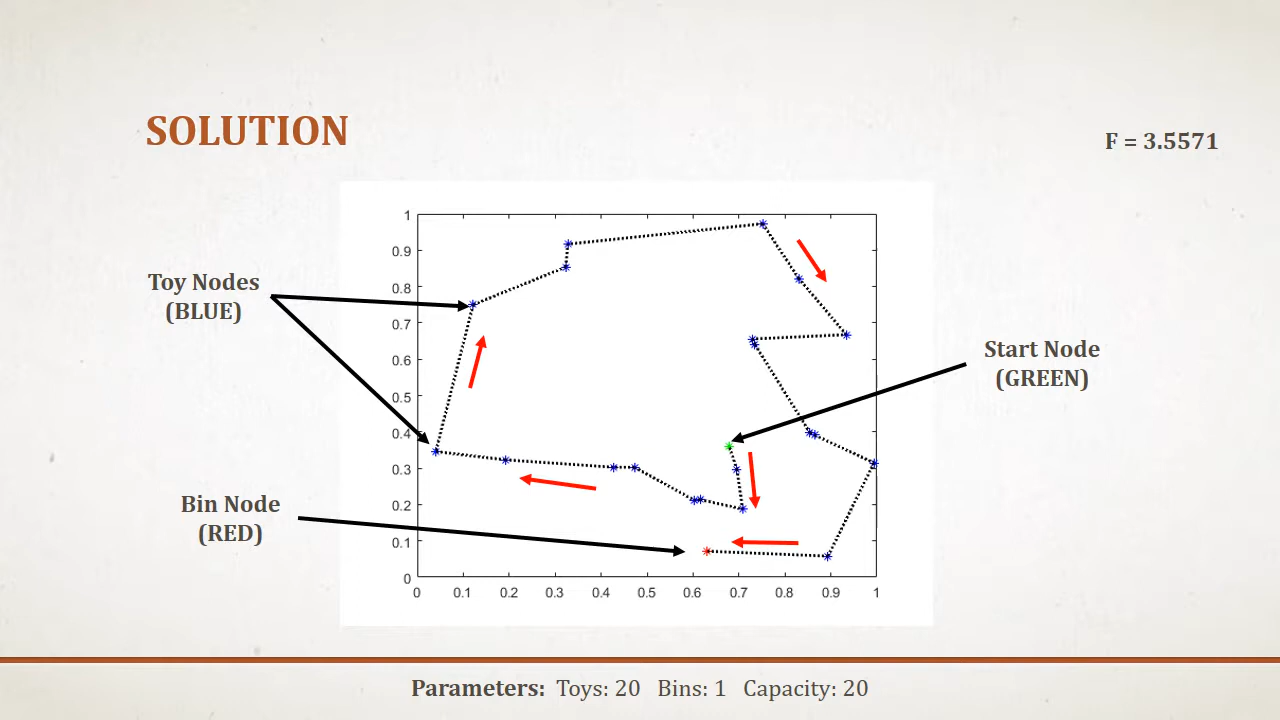 SOLUTION
F = 3.5571
Toy Nodes
(BLUE)
Start Node
(GREEN)
Bin Node
(RED)
1
0.9
0.8
0.7
0.6
0.5
0.4
0.3
0.2
0.1
0
0 0.1 0.2 0.3 0.4 0.5 0.6 0.7 0.8 0.9 1
Parameters: Toys: 20 Bins: 1 Capacity: 20